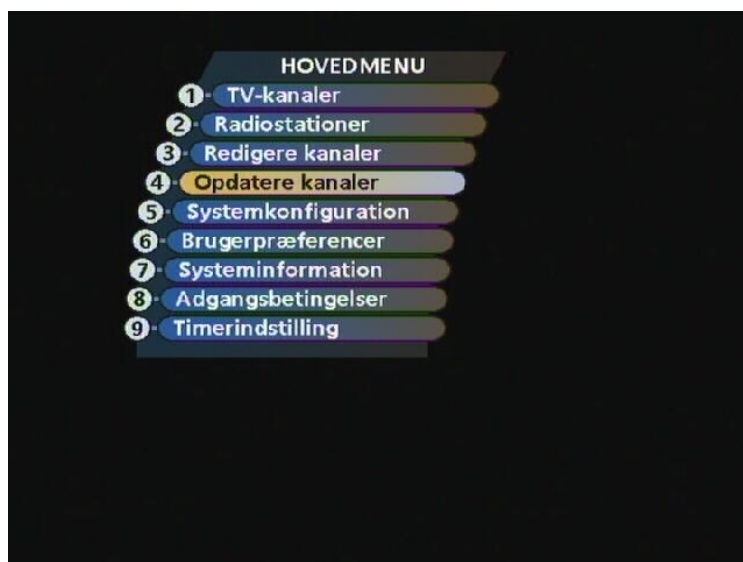 HOVEDMENU
1 TV-kanaler
2 Radiostationer
3 Redigere kanaler
4 Opdatere kanaler
5 Systemkonfiguration
6 Brugerpræferencer
7 Systeminformation
8 Adgangsbetingelser
9 Timerindstilling